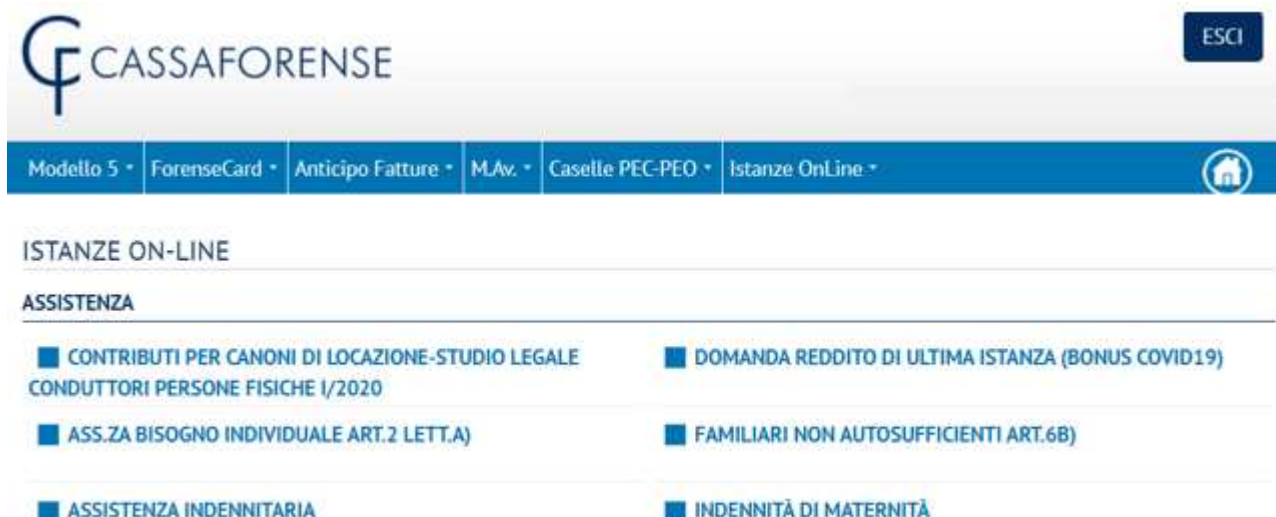 CF CASSAFORENSE
ESCI
Modello 5
ForenseCard
Anticipo Fatture
M.Av.
Caselle PEC-PEO
Istanze OnLine
ISTANZE ON-LINE
ASSISTENZA
CONTRIBUTI PER CANONI DI LOCAZIONE-STUDIO LEGALE
CONDUTTORI PERSONE FISICHE I/2020
DOMANDA REDDITO DI ULTIMA ISTANZA (BONUS COVID19)
ASS.ZA BISOGNO INDIVIDUALE ART.2 LETT.A)
FAMILIARI NON AUTOSUFFICIENTI ART.6B)
ASSISTENZA INDENNITARIA
INDENNITÀ DI MATERNITÀ